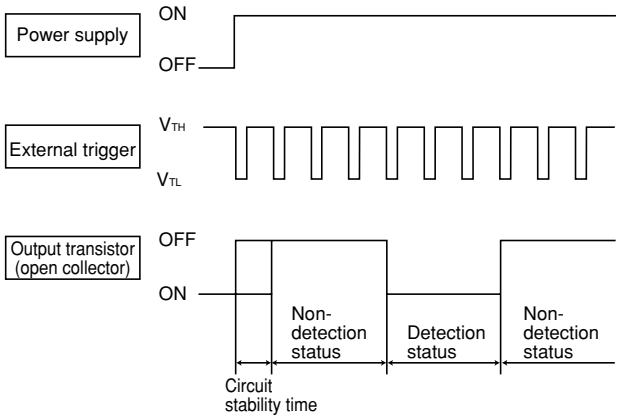 Power supply
ON
OFF
External trigger
VTH
VTL
Output transistor
(open collector)
OFF
ON
Non-
detection
status
Detection
status
Non-
detection
status
Circuit
stability time